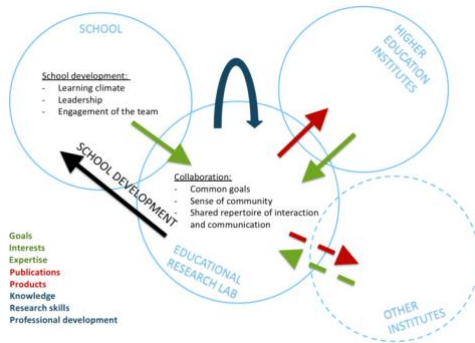 SCHOOL
School development:
- Learning climate
- Leadership
- Engagement of the team
HIGHER
EDUCATION
INSTITUTES
SCHOOL DEVELOPMENT
Collaboration:
- Common goals
- Sense of community
- Shared repertoire of interaction
and communication
EDUCATIONAL
RESEARCH LAB
OTHER
INSTITUTES
Goals
Interests
Expertise
Publications
Products
Knowledge
Research skills
Professional development